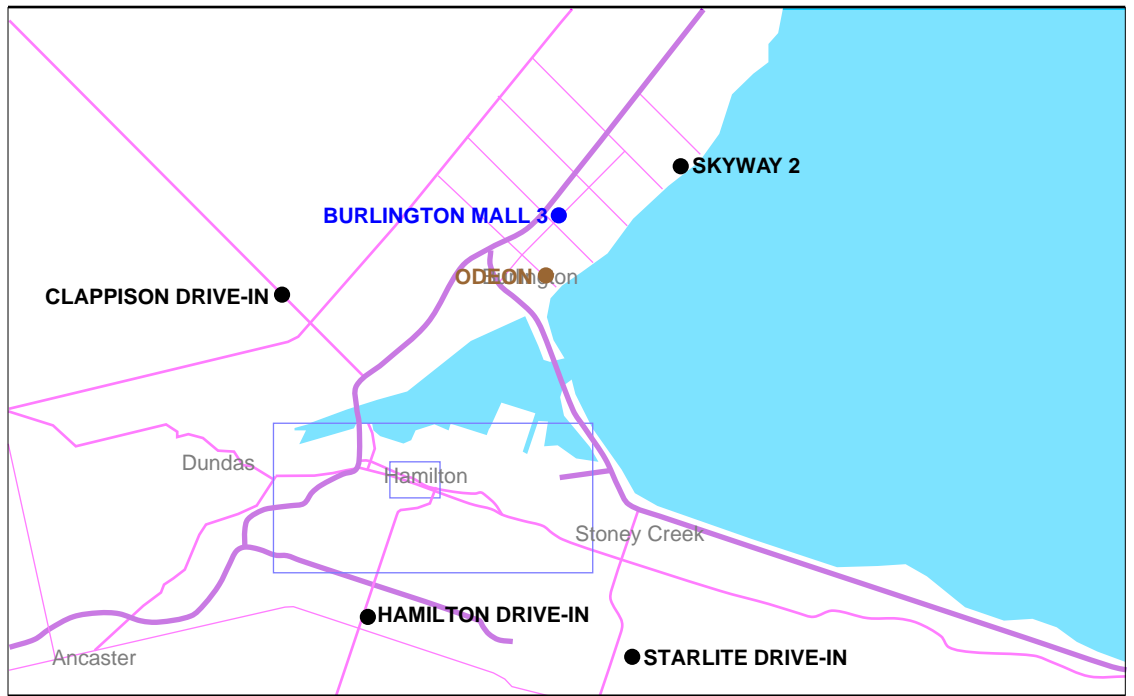 SKYWAY 2
BURLINGTON MALL 3
ODEON
Burlington
CLAPPISON DRIVE-IN
Dundas
Hamilton
Stoney Creek
HAMILTON DRIVE-IN
Ancaster
STARLITE DRIVE-IN